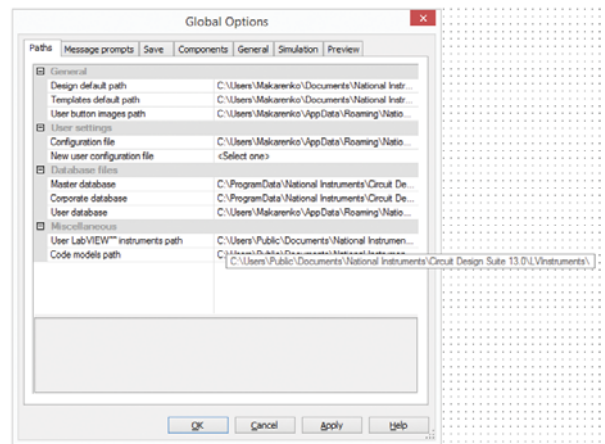 Global Options
Paths Message prompts Save Components General Simulation Preview
General
Design default path C:\Users\Makarenko\Documents\National Instr...
Templates default path C:\Users\Makarenko\Documents\National Instr...
User button images path C:\Users\Makarenko\AppData\Roaming\Natio...
User settings
Configuration file C:\Users\Makarenko\AppData\Roaming\Natio...
New user configuration file <Select one>
Database files
Master database C:\ProgramData\National Instruments\Circuit De...
Corporate database C:\ProgramData\National Instruments\Circuit De...
User database C:\Users\Makarenko\AppData\Roaming\Natio...
Miscellaneous
User LabVIEW™ instruments path C:\Users\Public\Documents\National Instrumen...
Code models path
C:\Users\Public\Documents\National Instruments\Circuit Design Suite 13.0\LVInstruments\
OK Cancel Apply Help